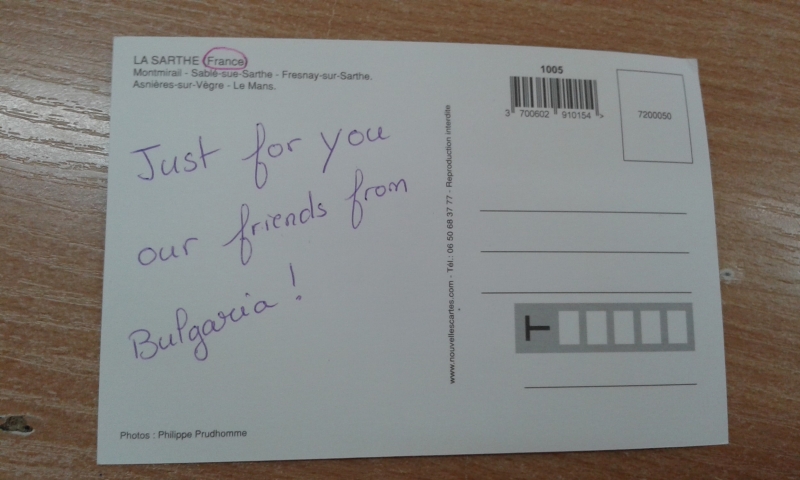 LA SARTHE (France)
Montmirail - Sablé-sue-Sarthe - Fresnay-sur-Sarthe.
Asnières-sur-Vègre - Le Mans.
Just for you
our friends from
Bulgaria!
Photos : Philippe Prudhomme
www.nouvellescartes.com - Tél.: 06 50 68 37 77 - Reproduction interdite
1005
3 700602 910154 >
7200050